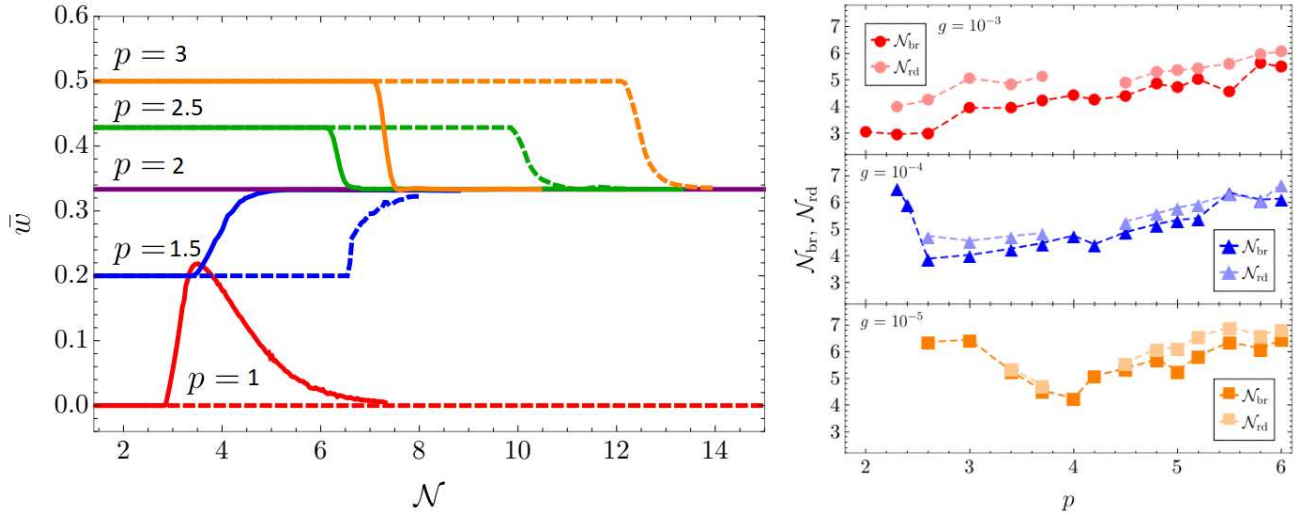 0.6
0.5
0.4
0.3
0.2
0.1
0.0
w̄
p = 3
p = 2.5
p = 2
p = 1.5
p = 1
2 4 6 8 10 12 14
𝒩
7
6
5
4
3
g = 10⁻³
𝒩br
𝒩rd
7
6
5
4
3
g = 10⁻⁴
𝒩br
𝒩rd
7
6
5
4
3
g = 10⁻⁵
𝒩br
𝒩rd
𝒩br, 𝒩rd
2 3 4 5 6
p